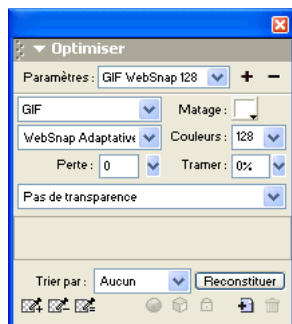 Optimiser
Paramètres : GIF WebSnap 128
GIF Matage :
WebSnap Adaptative Couleurs : 128
Perte : 0 Tramer : 0%
Pas de transparence
Trier par : Aucun Reconstituer